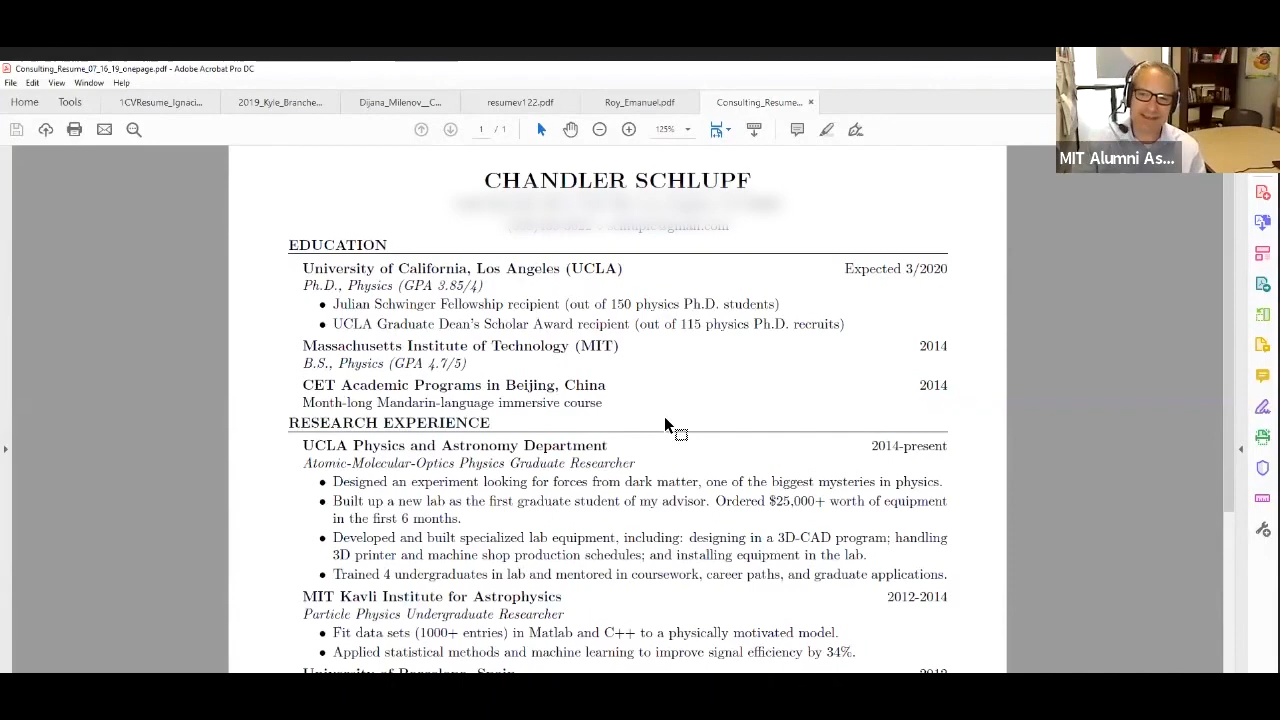 Consulting_Resume_07_16_19_onepage.pdf - Adobe Acrobat Pro DC
File Edit View Window Help
Home Tools 1CVResume_Ignaci... 2019_Kyle_Branche... Dijana_Milenov__C... resumev122.pdf Roy_Emanuel.pdf Consulting_Resume... ×
1 / 1 125%
MIT Alumni As...
CHANDLER SCHLUPF
EDUCATION
University of California, Los Angeles (UCLA) Expected 3/2020
Ph.D., Physics (GPA 3.85/4)
• Julian Schwinger Fellowship recipient (out of 150 physics Ph.D. students)
• UCLA Graduate Dean's Scholar Award recipient (out of 115 physics Ph.D. recruits)
Massachusetts Institute of Technology (MIT) 2014
B.S., Physics (GPA 4.7/5)
CET Academic Programs in Beijing, China 2014
Month-long Mandarin-language immersive course
RESEARCH EXPERIENCE
UCLA Physics and Astronomy Department 2014-present
Atomic-Molecular-Optics Physics Graduate Researcher
• Designed an experiment looking for forces from dark matter, one of the biggest mysteries in physics.
• Built up a new lab as the first graduate student of my advisor. Ordered $25,000+ worth of equipment
in the first 6 months.
• Developed and built specialized lab equipment, including: designing in a 3D-CAD program; handling
3D printer and machine shop production schedules; and installing equipment in the lab.
• Trained 4 undergraduates in lab and mentored in coursework, career paths, and graduate applications.
MIT Kavli Institute for Astrophysics 2012-2014
Particle Physics Undergraduate Researcher
• Fit data sets (1000+ entries) in Matlab and C++ to a physically motivated model.
• Applied statistical methods and machine learning to improve signal efficiency by 34%.
University of Barcelona, Spain 2012